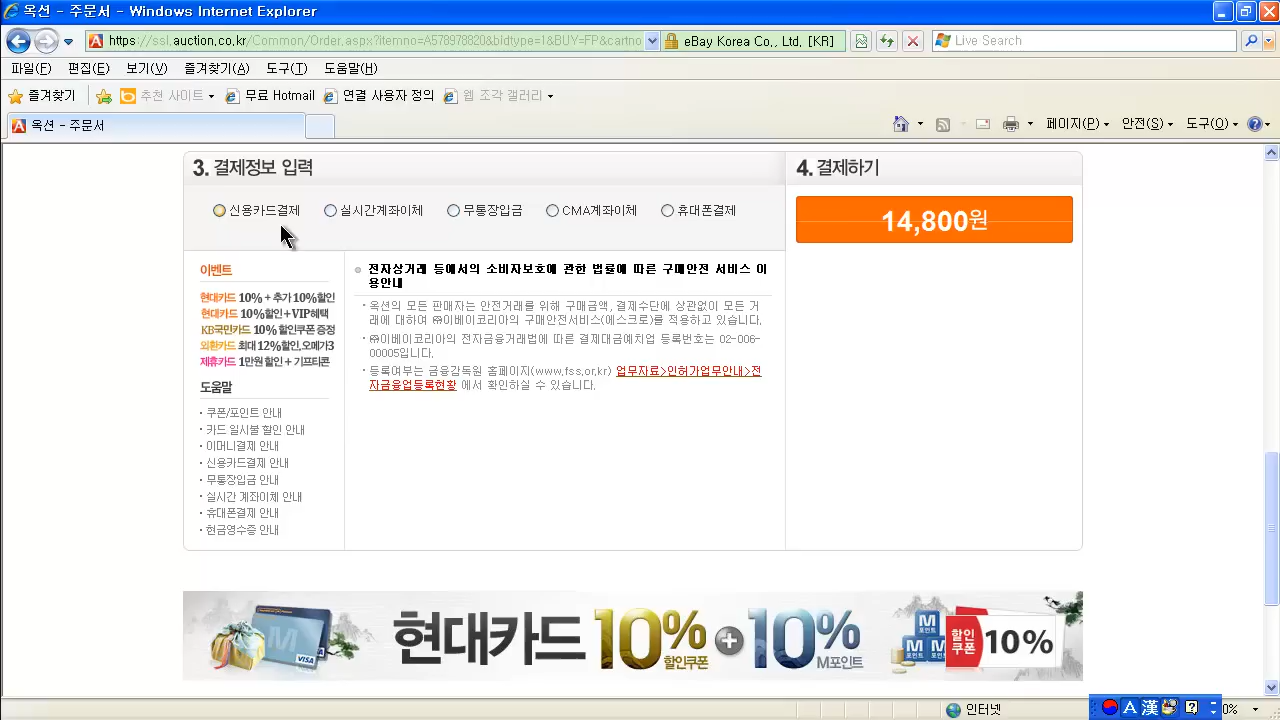 옥션 - 주문서 - Windows Internet Explorer
https://ssl.auction.co.kr/Common/Order.aspx?itemno=A578978820&bidtype=I&BUY=FP&cartno
eBay Korea Co., Ltd, [KR]
Live Search
파일(F) 편집(E) 보기(V) 즐겨찾기(A) 도구(T) 도움말(H)
즐겨찾기 추천 사이트 무료 Hotmail 연결 사용자 정의 웹 조각 갤러리
옥션 - 주문서
페이지(P) 안전(S) 도구(O)
3. 결제정보 입력
4. 결제하기
신용카드결제 실시간계좌이체 무통장입금 CMA계좌이체 휴대폰결제
14,800원
이벤트
현대카드 10% + 추가 10%할인
현대카드 10%할인+VIP혜택
KB국민카드 10% 할인쿠폰 증정
외환카드 최대 12%할인,오메가3
제휴카드 1만원 할인 + 기프티콘
도움말
· 쿠폰/포인트 안내
· 카드 일시불 할인 안내
· 이머니결제 안내
· 신용카드결제 안내
· 무통장입금 안내
· 실시간 계좌이체 안내
· 휴대폰결제 안내
· 현금영수증 안내
전자상거래 등에서의 소비자보호에 관한 법률에 따른 구매안전 서비스 이
용안내
· 옥션의 모든 판매자는 안전거래를 위해 구매금액, 결제수단에 상관없이 모든 거
래에 대하여 ㈜이베이코리아의 구매안전서비스(에스크로)를 적용하고 있습니다.
· ㈜이베이코리아의 전자금융거래법에 따른 결제대금예치업 등록번호는 02-006-
00005입니다.
· 등록여부는 금융감독원 홈페이지(www.fss.or.kr) 업무자료>인허가업무안내>전
자금융업등록현황 에서 확인하실 수 있습니다.
M
VISA
현대카드 10% 할인쿠폰 + 10% M포인트
M
포인트
M
포인트
M
포인트
할인
쿠폰
10%
인터넷
A 漢
0%